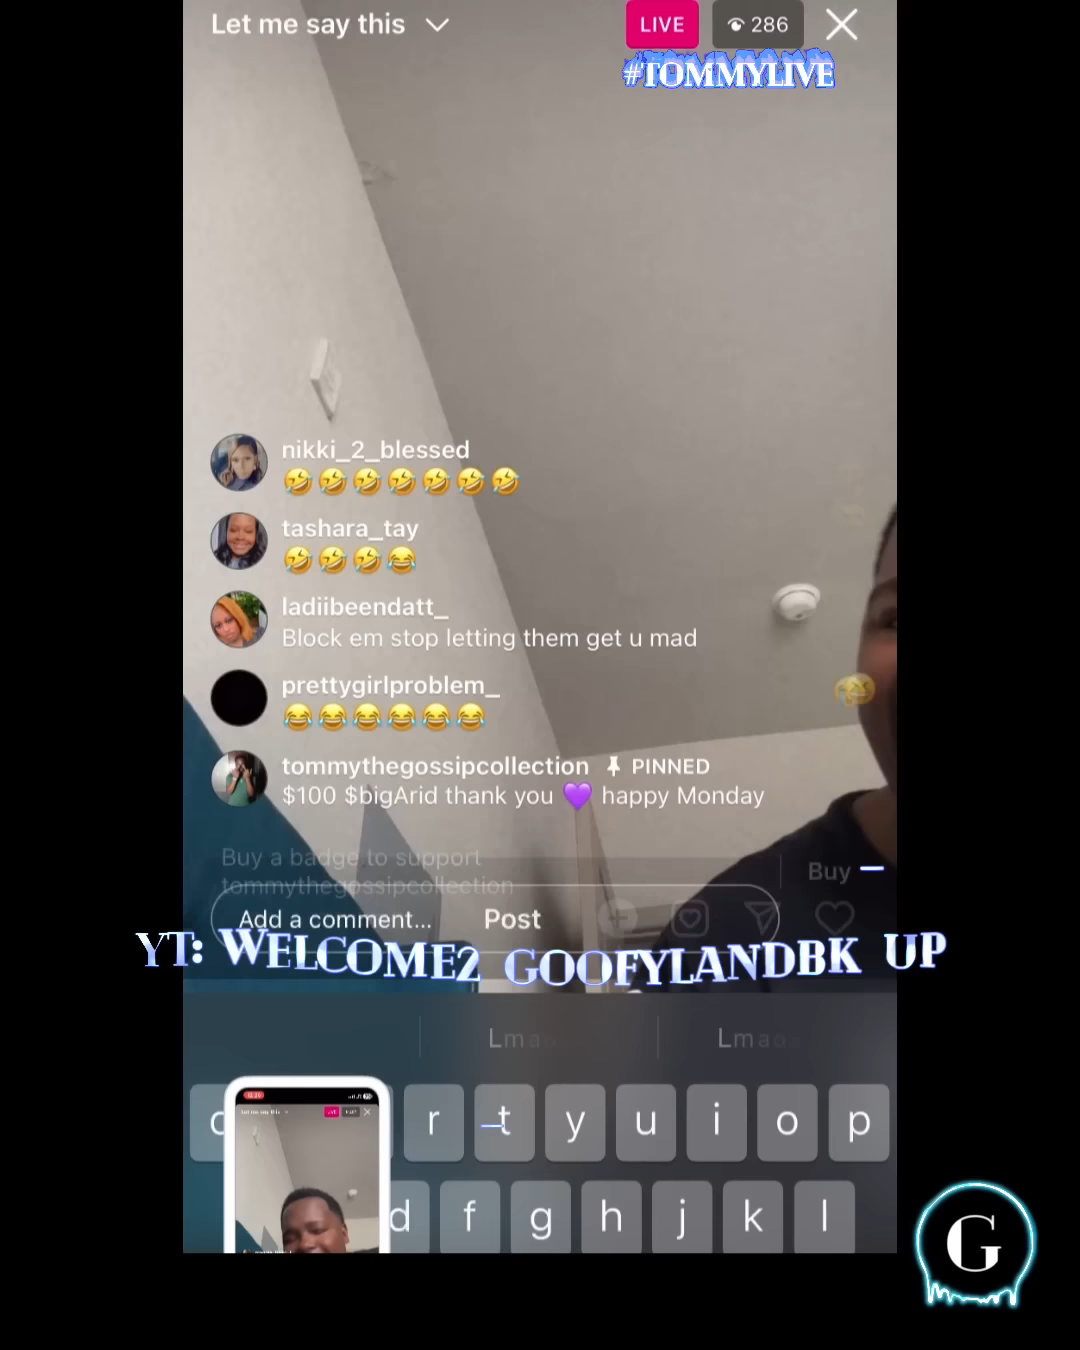 Let me say this
LIVE
286
#TOMMYLIVE
nikki_2_blessed
tashara_tay
ladiibeendatt_
Block em stop letting them get u mad
prettygirlproblem_
tommythegossipcollection PINNED
$100 $bigArid thank you 💜 happy Monday
Buy a badge to support
tommythegossipcollection
Buy
Add a comment...
Post
YT: WELCOME2 GOOFYLANDBK UP
Lmao
Lmaoo
r t y u i o p
d f g h j k l
G